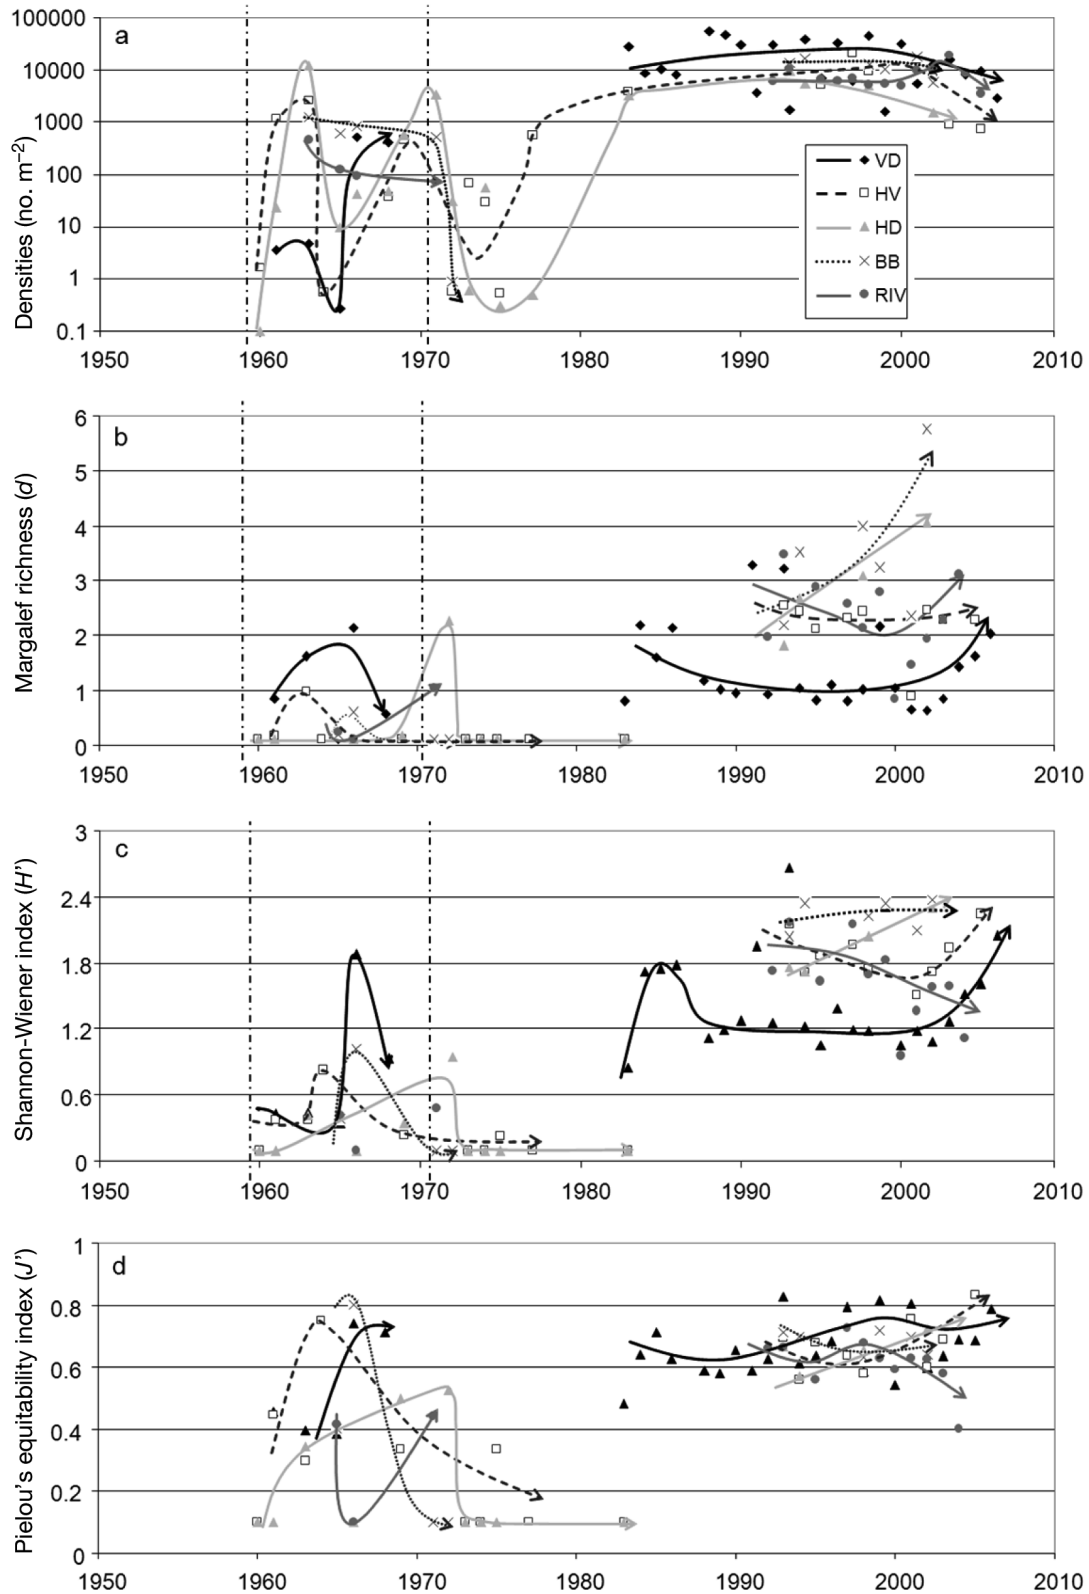 Densities (no. m⁻²)
a
100000
10000
1000
100
10
1
0.1
1950 1960 1970 1980 1990 2000 2010
VD
HV
HD
BB
RIV
Margalef richness (d)
b
6
5
4
3
2
1
0
1950 1960 1970 1980 1990 2000 2010
Shannon-Wiener index (H’)
c
3
2.4
1.8
1.2
0.6
0
1950 1960 1970 1980 1990 2000 2010
Pielou’s equitability index (J’)
d
1
0.8
0.6
0.4
0.2
0
1950 1960 1970 1980 1990 2000 2010